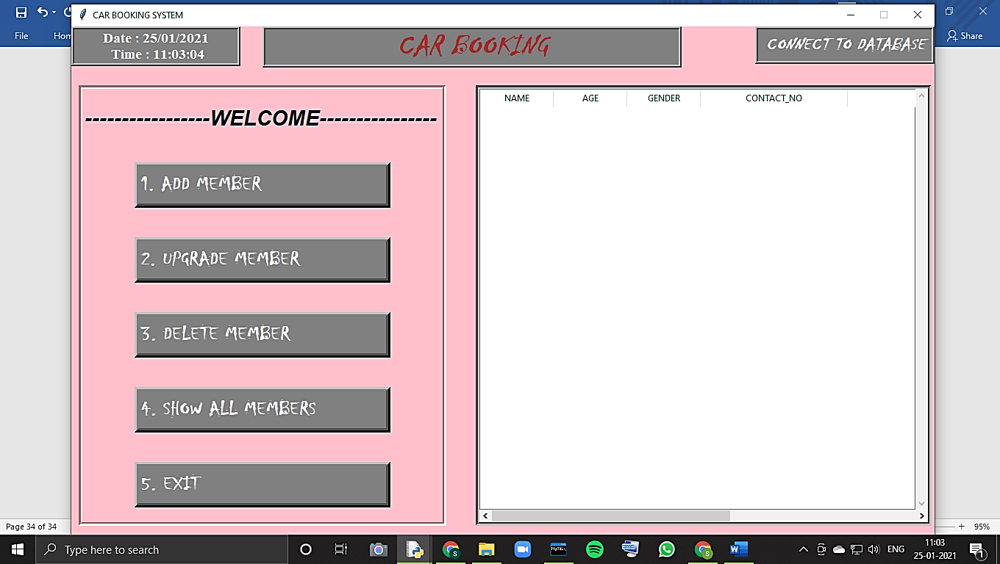 CAR BOOKING SYSTEM
File
Hom
Share
Date : 25/01/2021
Time : 11:03:04
CAR BOOKING
CONNECT TO DATABASE
-----------------WELCOME----------------
NAME AGE GENDER CONTACT_NO
1. ADD MEMBER
2. UPGRADE MEMBER
3. DELETE MEMBER
4. SHOW ALL MEMBERS
5. EXIT
Page 34 of 34
95%
Type here to search
MySQL
S
S
W
ENG
11:03
25-01-2021
1